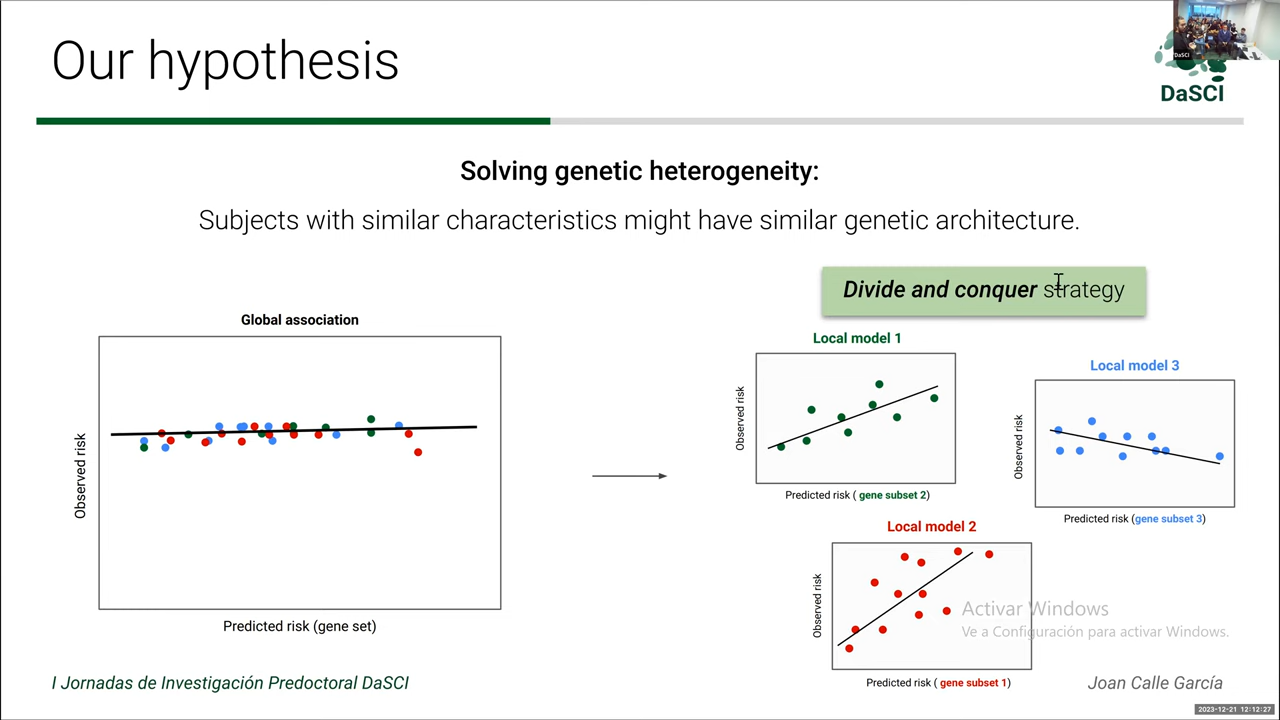 Our hypothesis
DaSCI
DaSCI
Solving genetic heterogeneity:
Subjects with similar characteristics might have similar genetic architecture.
Divide and conquer strategy
Global association
Observed risk
Predicted risk (gene set)
Local model 1
Observed risk
Predicted risk ( gene subset 2)
Local model 3
Observed risk
Predicted risk (gene subset 3)
Local model 2
Observed risk
Predicted risk ( gene subset 1)
Activar Windows
Ve a Configuración para activar Windows.
I Jornadas de Investigación Predoctoral DaSCI
Joan Calle García
2023-12-21 12:12:27